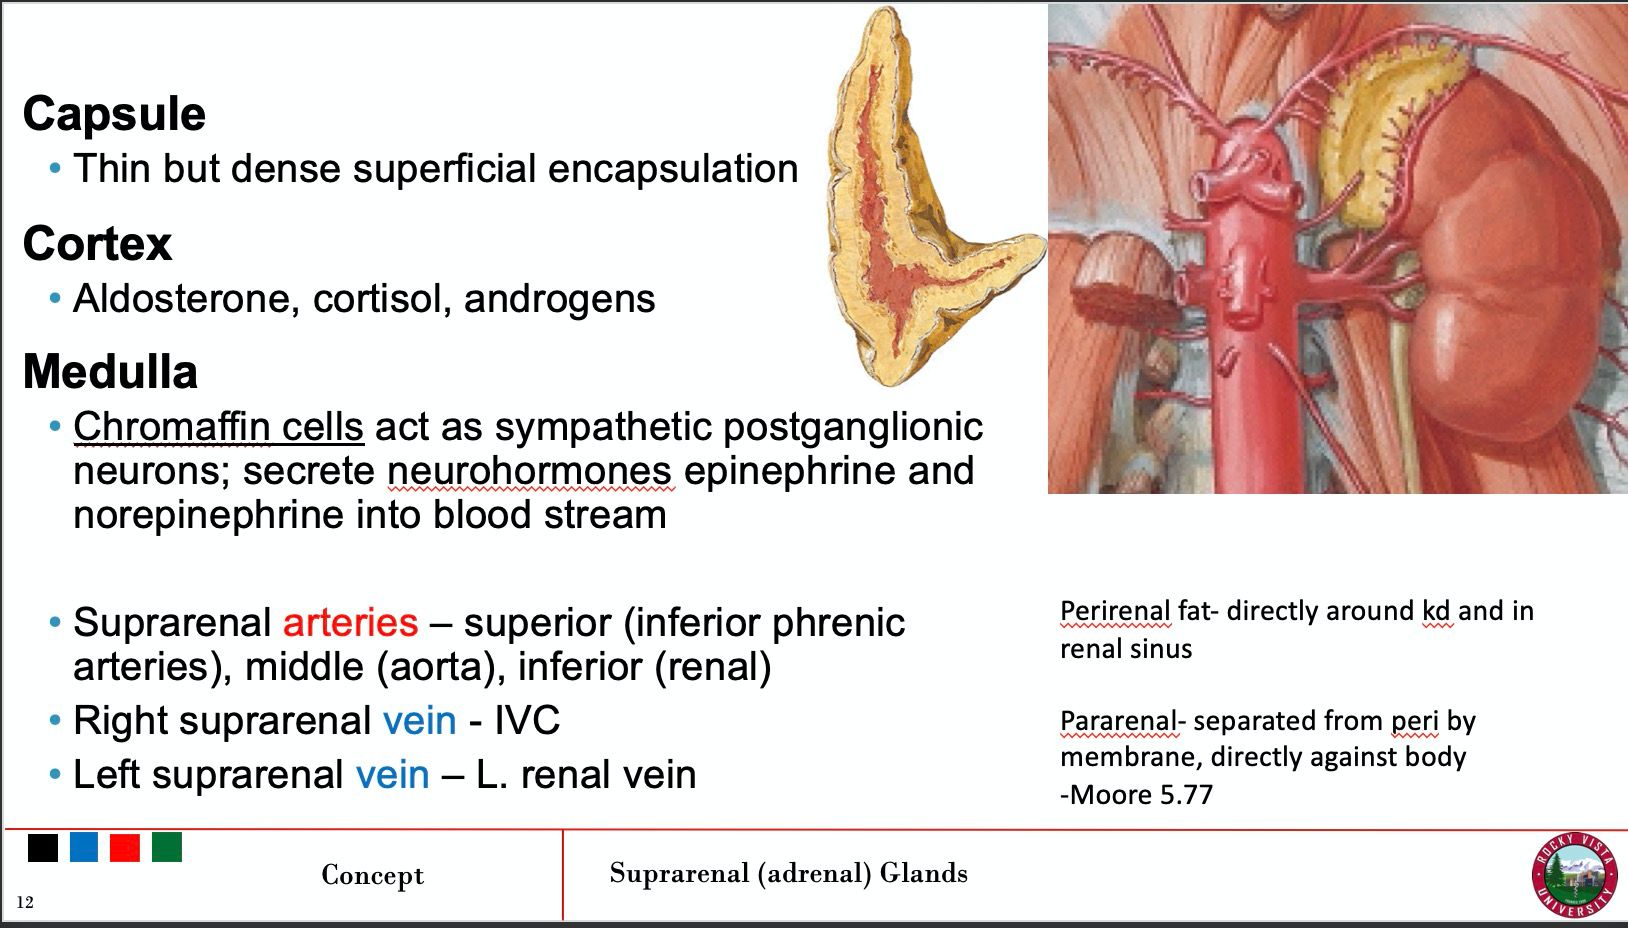 Capsule
• Thin but dense superficial encapsulation
Cortex
• Aldosterone, cortisol, androgens
Medulla
• Chromaffin cells act as sympathetic postganglionic
neurons; secrete neurohormones epinephrine and
norepinephrine into blood stream
• Suprarenal arteries – superior (inferior phrenic
arteries), middle (aorta), inferior (renal)
• Right suprarenal vein - IVC
• Left suprarenal vein – L. renal vein
Perirenal fat- directly around kd and in
renal sinus
Pararenal- separated from peri by
membrane, directly against body
-Moore 5.77
Concept
Suprarenal (adrenal) Glands
12
ROCKY VISTA
UNIVERSITY